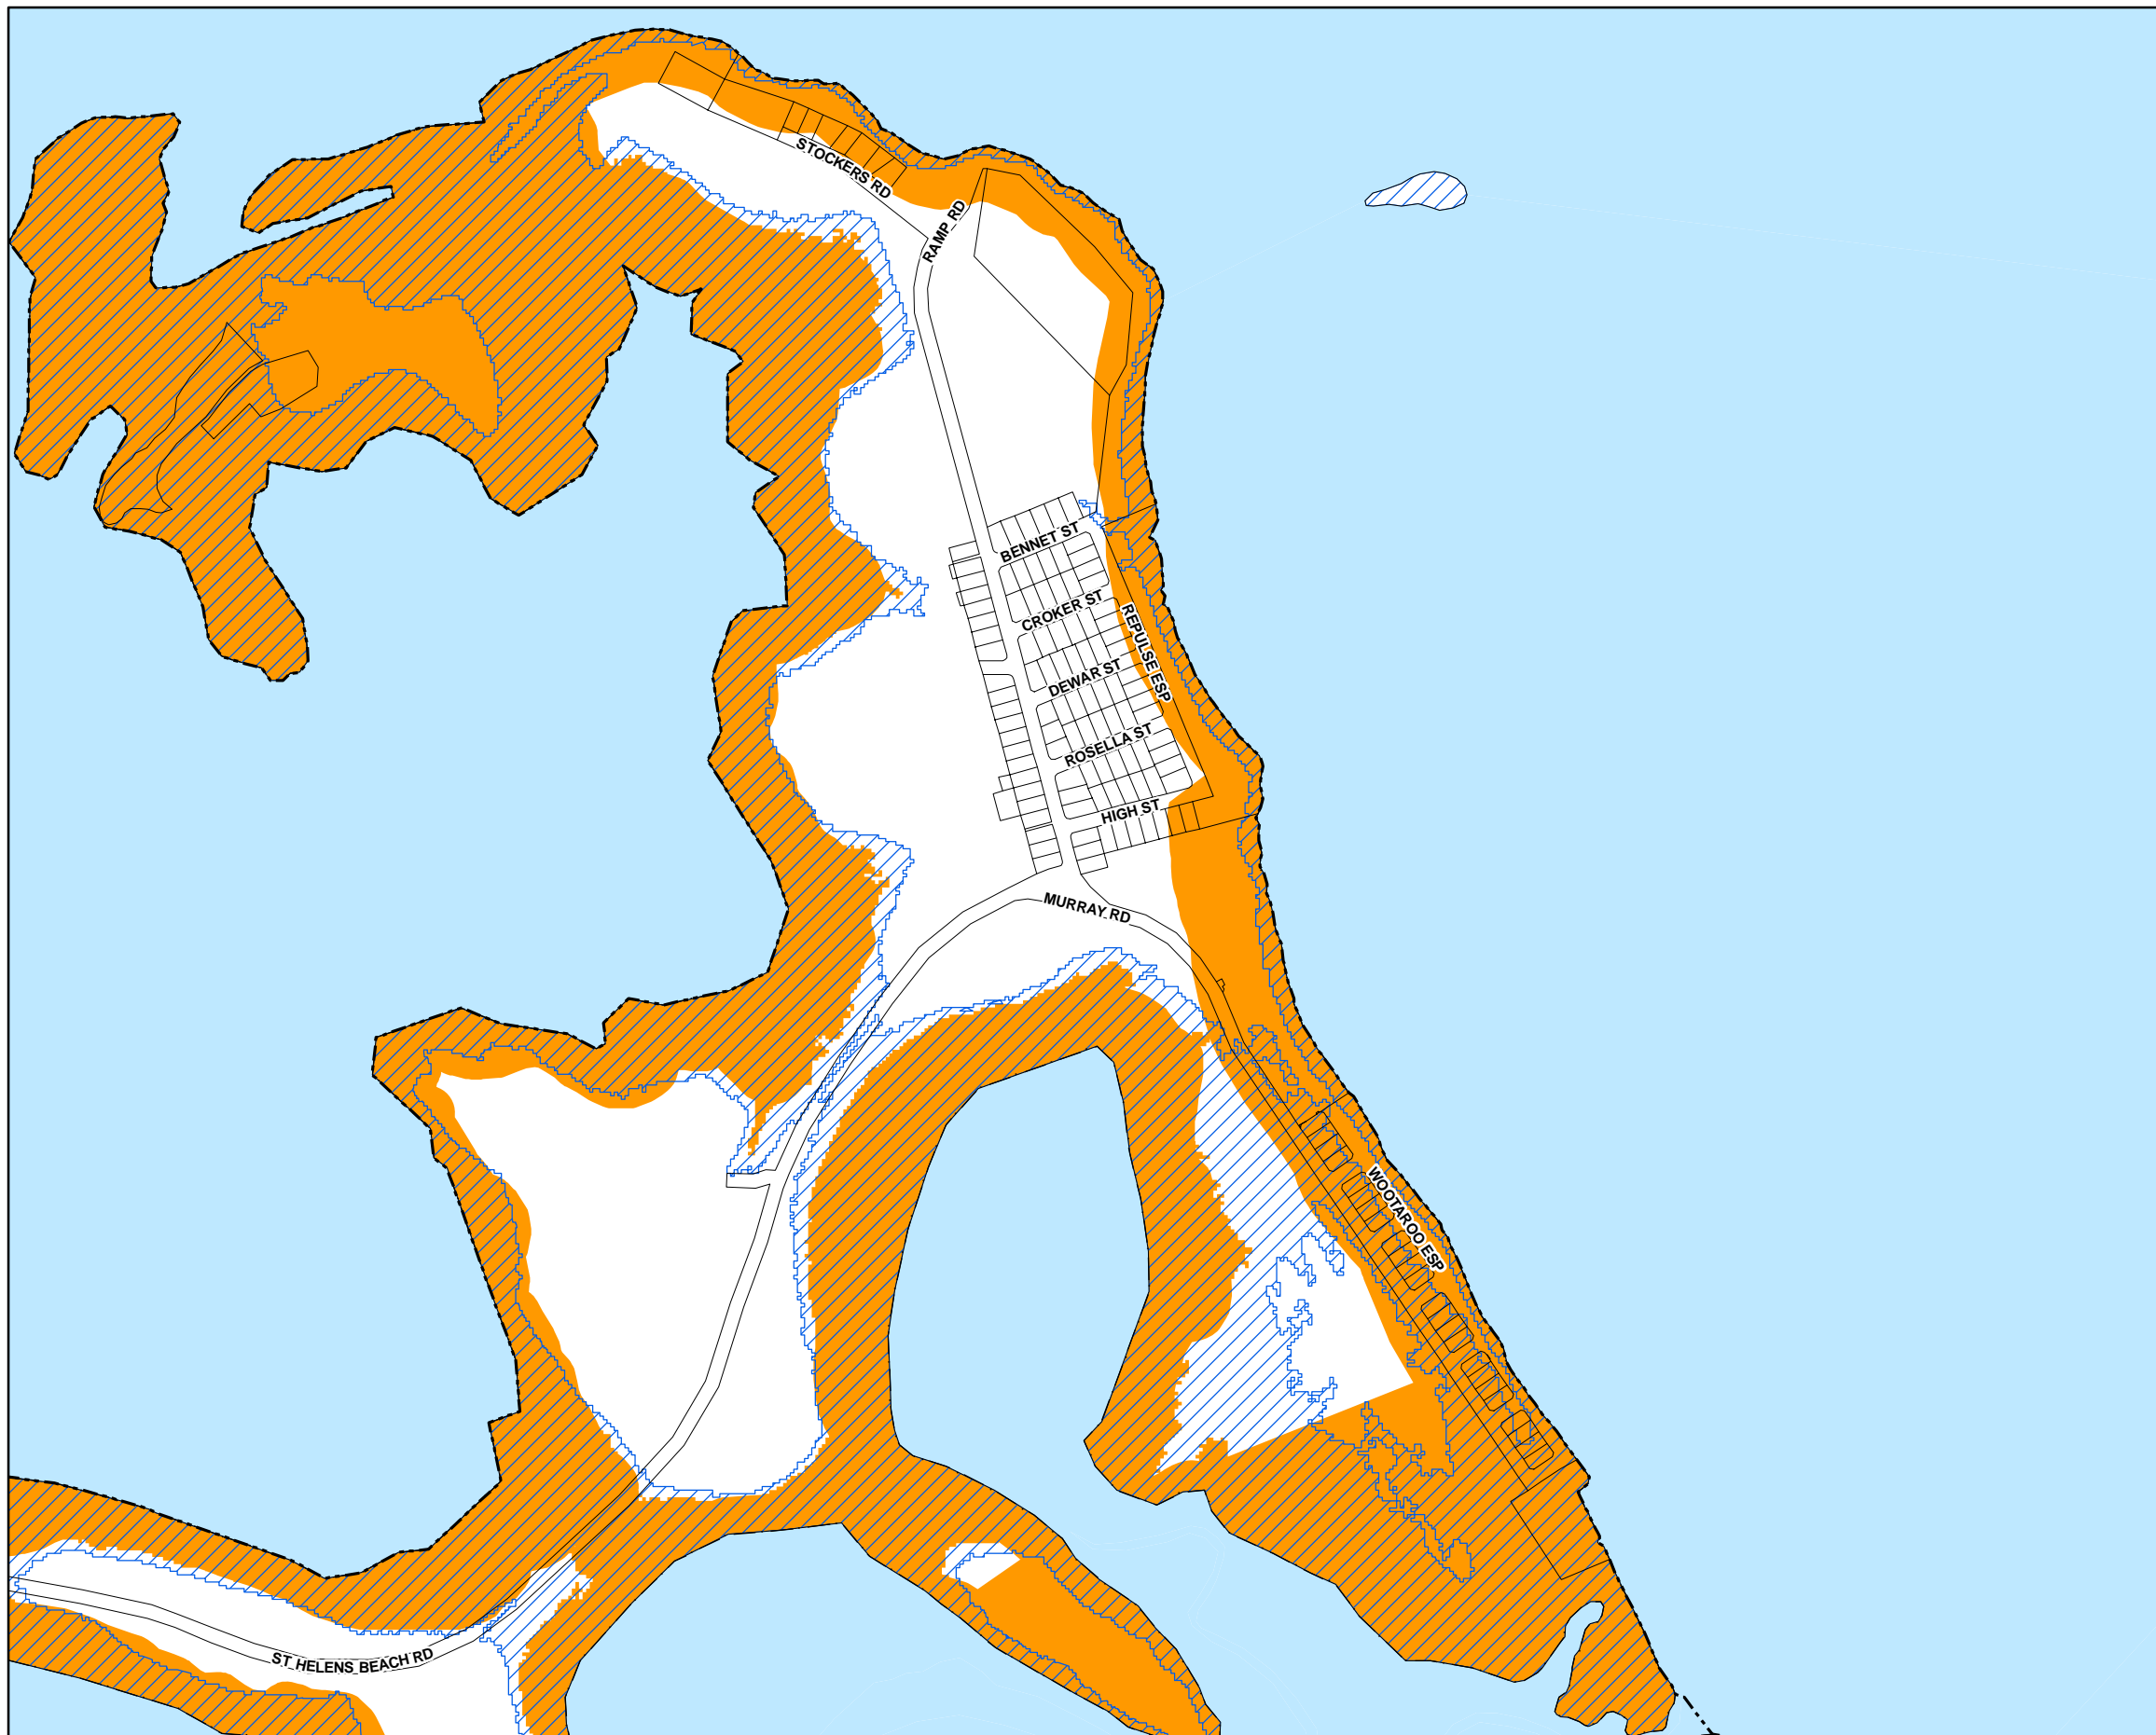 STOCKERS RD
RAMP RD
BENNET ST
CROKER ST
REPULSE ESP
DEWAR ST
ROSELLA ST
HIGH ST
MURRAY RD
WOOTAROO ESP
ST HELENS BEACH RD